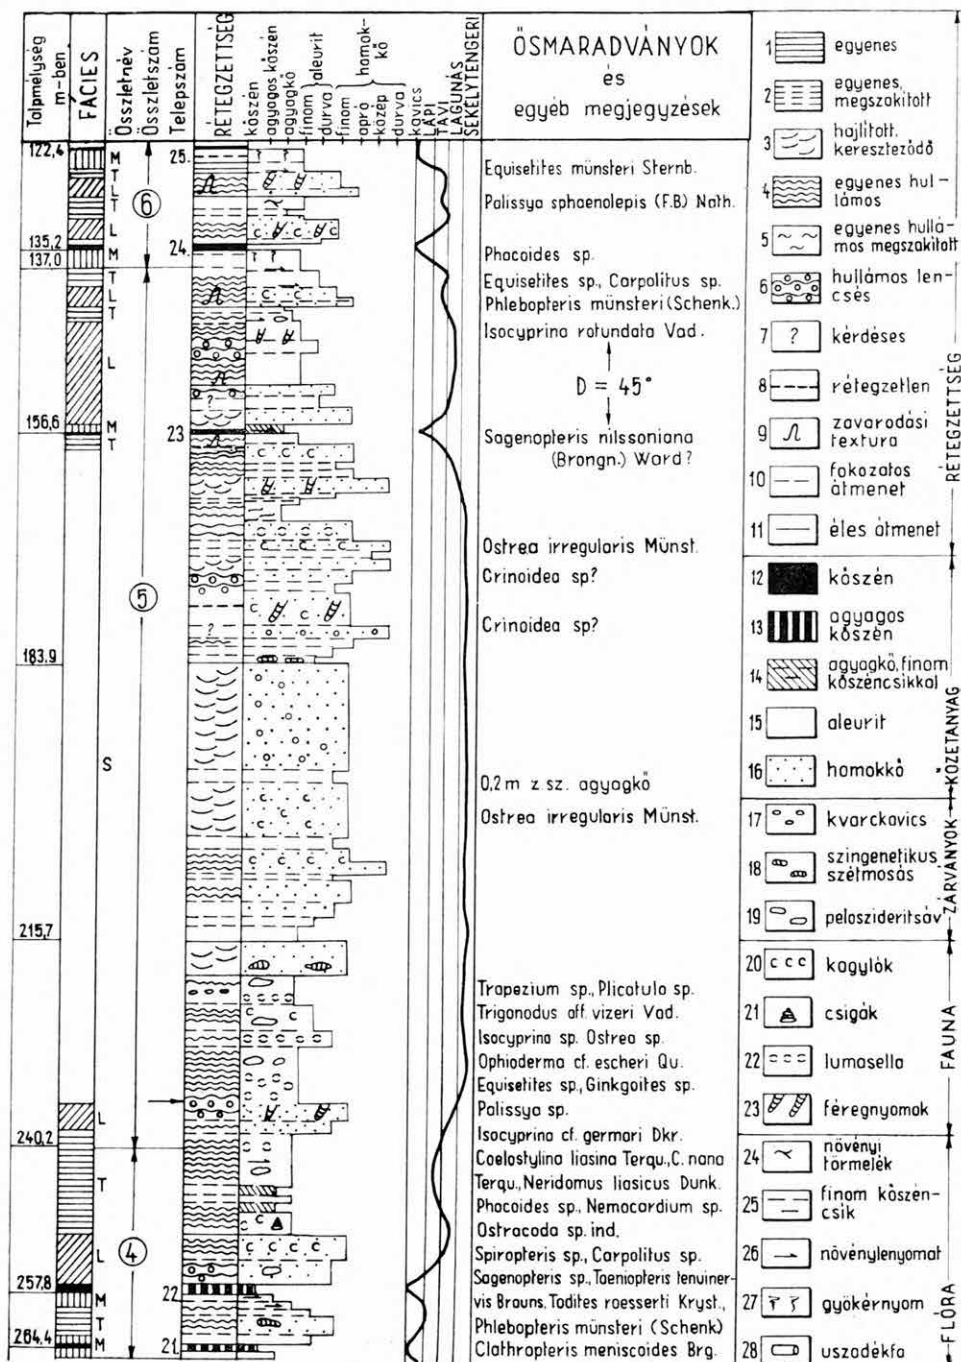 Talpmélység
m-ben
FÁCIES
Összletnév
Összletszám
Telepszám
RÉTEGZETTSÉG
kőszén
agyagos kőszén
agyagkő
finom
durva
aleurit
finom
apró
közép
durva
homokkő
kavics
LÁPI
TAVI
LAGUNÁS
SEKÉLYTENGERI
ŐSMARADVÁNYOK
és
egyéb megjegyzések
122,4
135,2
137,0
156,6
183,9
215,7
240,2
257,8
264,4
M
T
L
T
L
M
T
L
T
L
M
T
S
L
T
L
M
T
M
6
5
4
25.
24.
23
22
21.
Equisetites münsteri Sternb.
Palissya sphaenolepis (F.B) Nath.
Phocoides sp.
Equisetites sp., Carpolitus sp.
Phlebopteris münsteri (Schenk.)
Isocyprina rotundata Vad.
D = 45°
Sagenopteris nilssoniana
(Brongn.) Ward?
Ostrea irregularis Münst.
Crinoidea sp?
Crinoidea sp?
0,2 m z.sz. agyagkő
Ostrea irregularis Münst.
Trapezium sp., Plicatula sp.
Trigonodus aff. vizeri Vad.
Isocyprina sp. Ostrea sp.
Ophioderma cf. escheri Qu.
Equisetites sp., Ginkgoites sp.
Palissya sp.
Isocyprina cf. germari Dkr.
Coelostylina liasina Terqu., C. nana
Terqu., Neridomus liasicus Dunk.
Phocoides sp., Nemocardium sp.
Ostracoda sp. ind.
Spiropteris sp., Carpolitus sp.
Sagenopteris sp., Taeniopteris tenuiner-
vis Brauns, Todites roesserti Kryst.,
Phlebopteris münsteri (Schenk)
Clathropteris meniscoides Brg.
1 egyenes
2 egyenes,
megszakított
3 hajlított,
kereszteződő
4 egyenes hul-
lámos
5 egyenes hullá-
mos megszakított
6 hullámos len-
csés
7 ? kérdéses
8 rétegzetlen
9 zavarodási
textura
10 fokozatos
átmenet
11 éles átmenet
RÉTEGZETTSÉG
12 kőszén
13 agyagos
kőszén
14 agyagkő, finom
kőszéncsíkkal
15 aleurit
16 homokkő
KŐZETANYAG
17 kvarckavics
18 szingenetikus
szétmosás
19 pelosziderítsáv
ZÁRVÁNYOK
20 kagylók
21 csigák
22 lumasella
23 féregnyomok
FAUNA
24 növényi
törmelék
25 finom kőszén-
csík
26 növénylenyomat
27 gyökérnyom
28 uszadékfa
FLÓRA